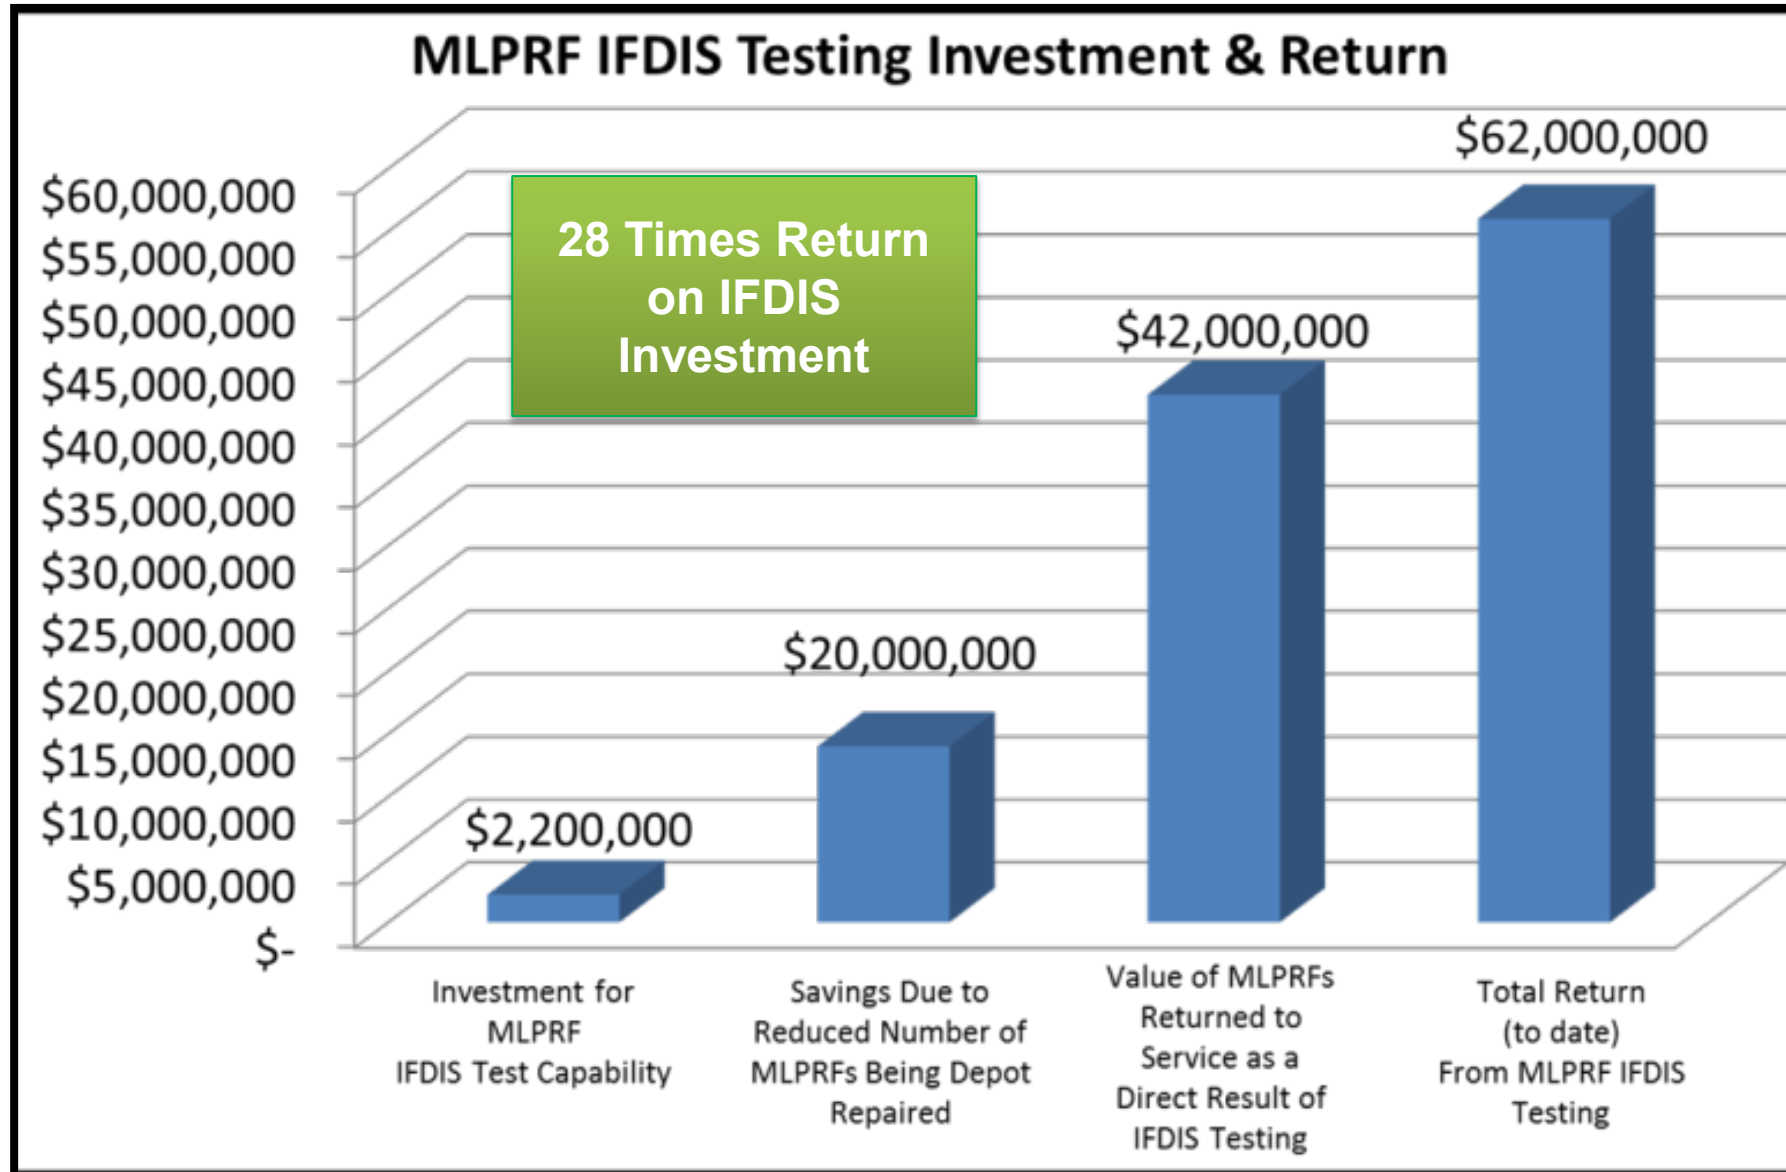 MLPRF IFDIS Testing Investment & Return
$62,000,000
$60,000,000
$55,000,000
$50,000,000
$45,000,000
$40,000,000
$35,000,000
$30,000,000
$25,000,000
$20,000,000
$15,000,000
$10,000,000
$5,000,000
$-
28 Times Return
on IFDIS
Investment
$42,000,000
$20,000,000
$2,200,000
Investment for
MLPRF
IFDIS Test Capability
Savings Due to
Reduced Number of
MLPRFs Being Depot
Repaired
Value of MLPRFs
Returned to
Service as a
Direct Result of
IFDIS Testing
Total Return
(to date)
From MLPRF IFDIS
Testing